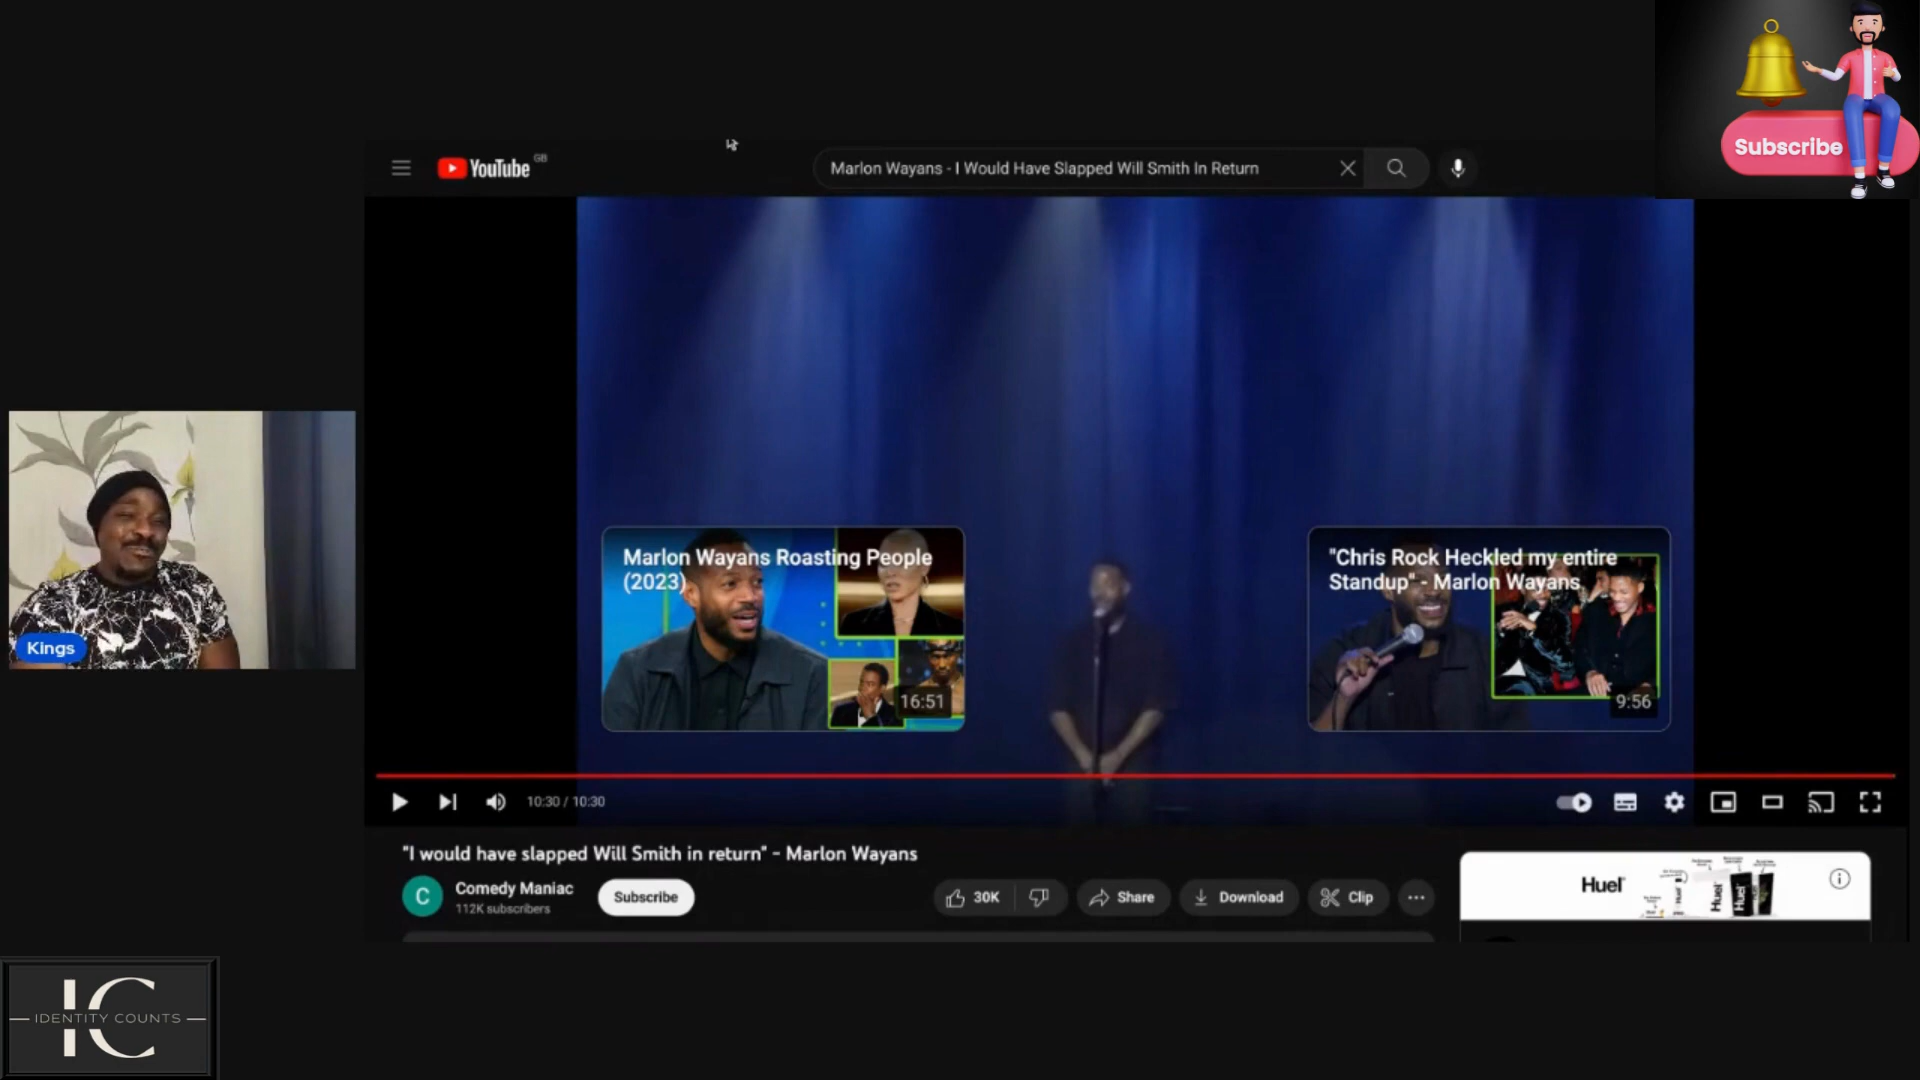 Subscribe
YouTube GB
Marlon Wayans - I Would Have Slapped Will Smith In Return
Marlon Wayans Roasting People
(2023)
16:51
"Chris Rock Heckled my entire
Standup" - Marlon Wayans
9:56
Kings
10:30 / 10:30
"I would have slapped Will Smith in return" - Marlon Wayans
C
Comedy Maniac
112K subscribers
Subscribe
30K
Share
Download
Clip
Huel
Huel
Huel
IC
IDENTITY COUNTS